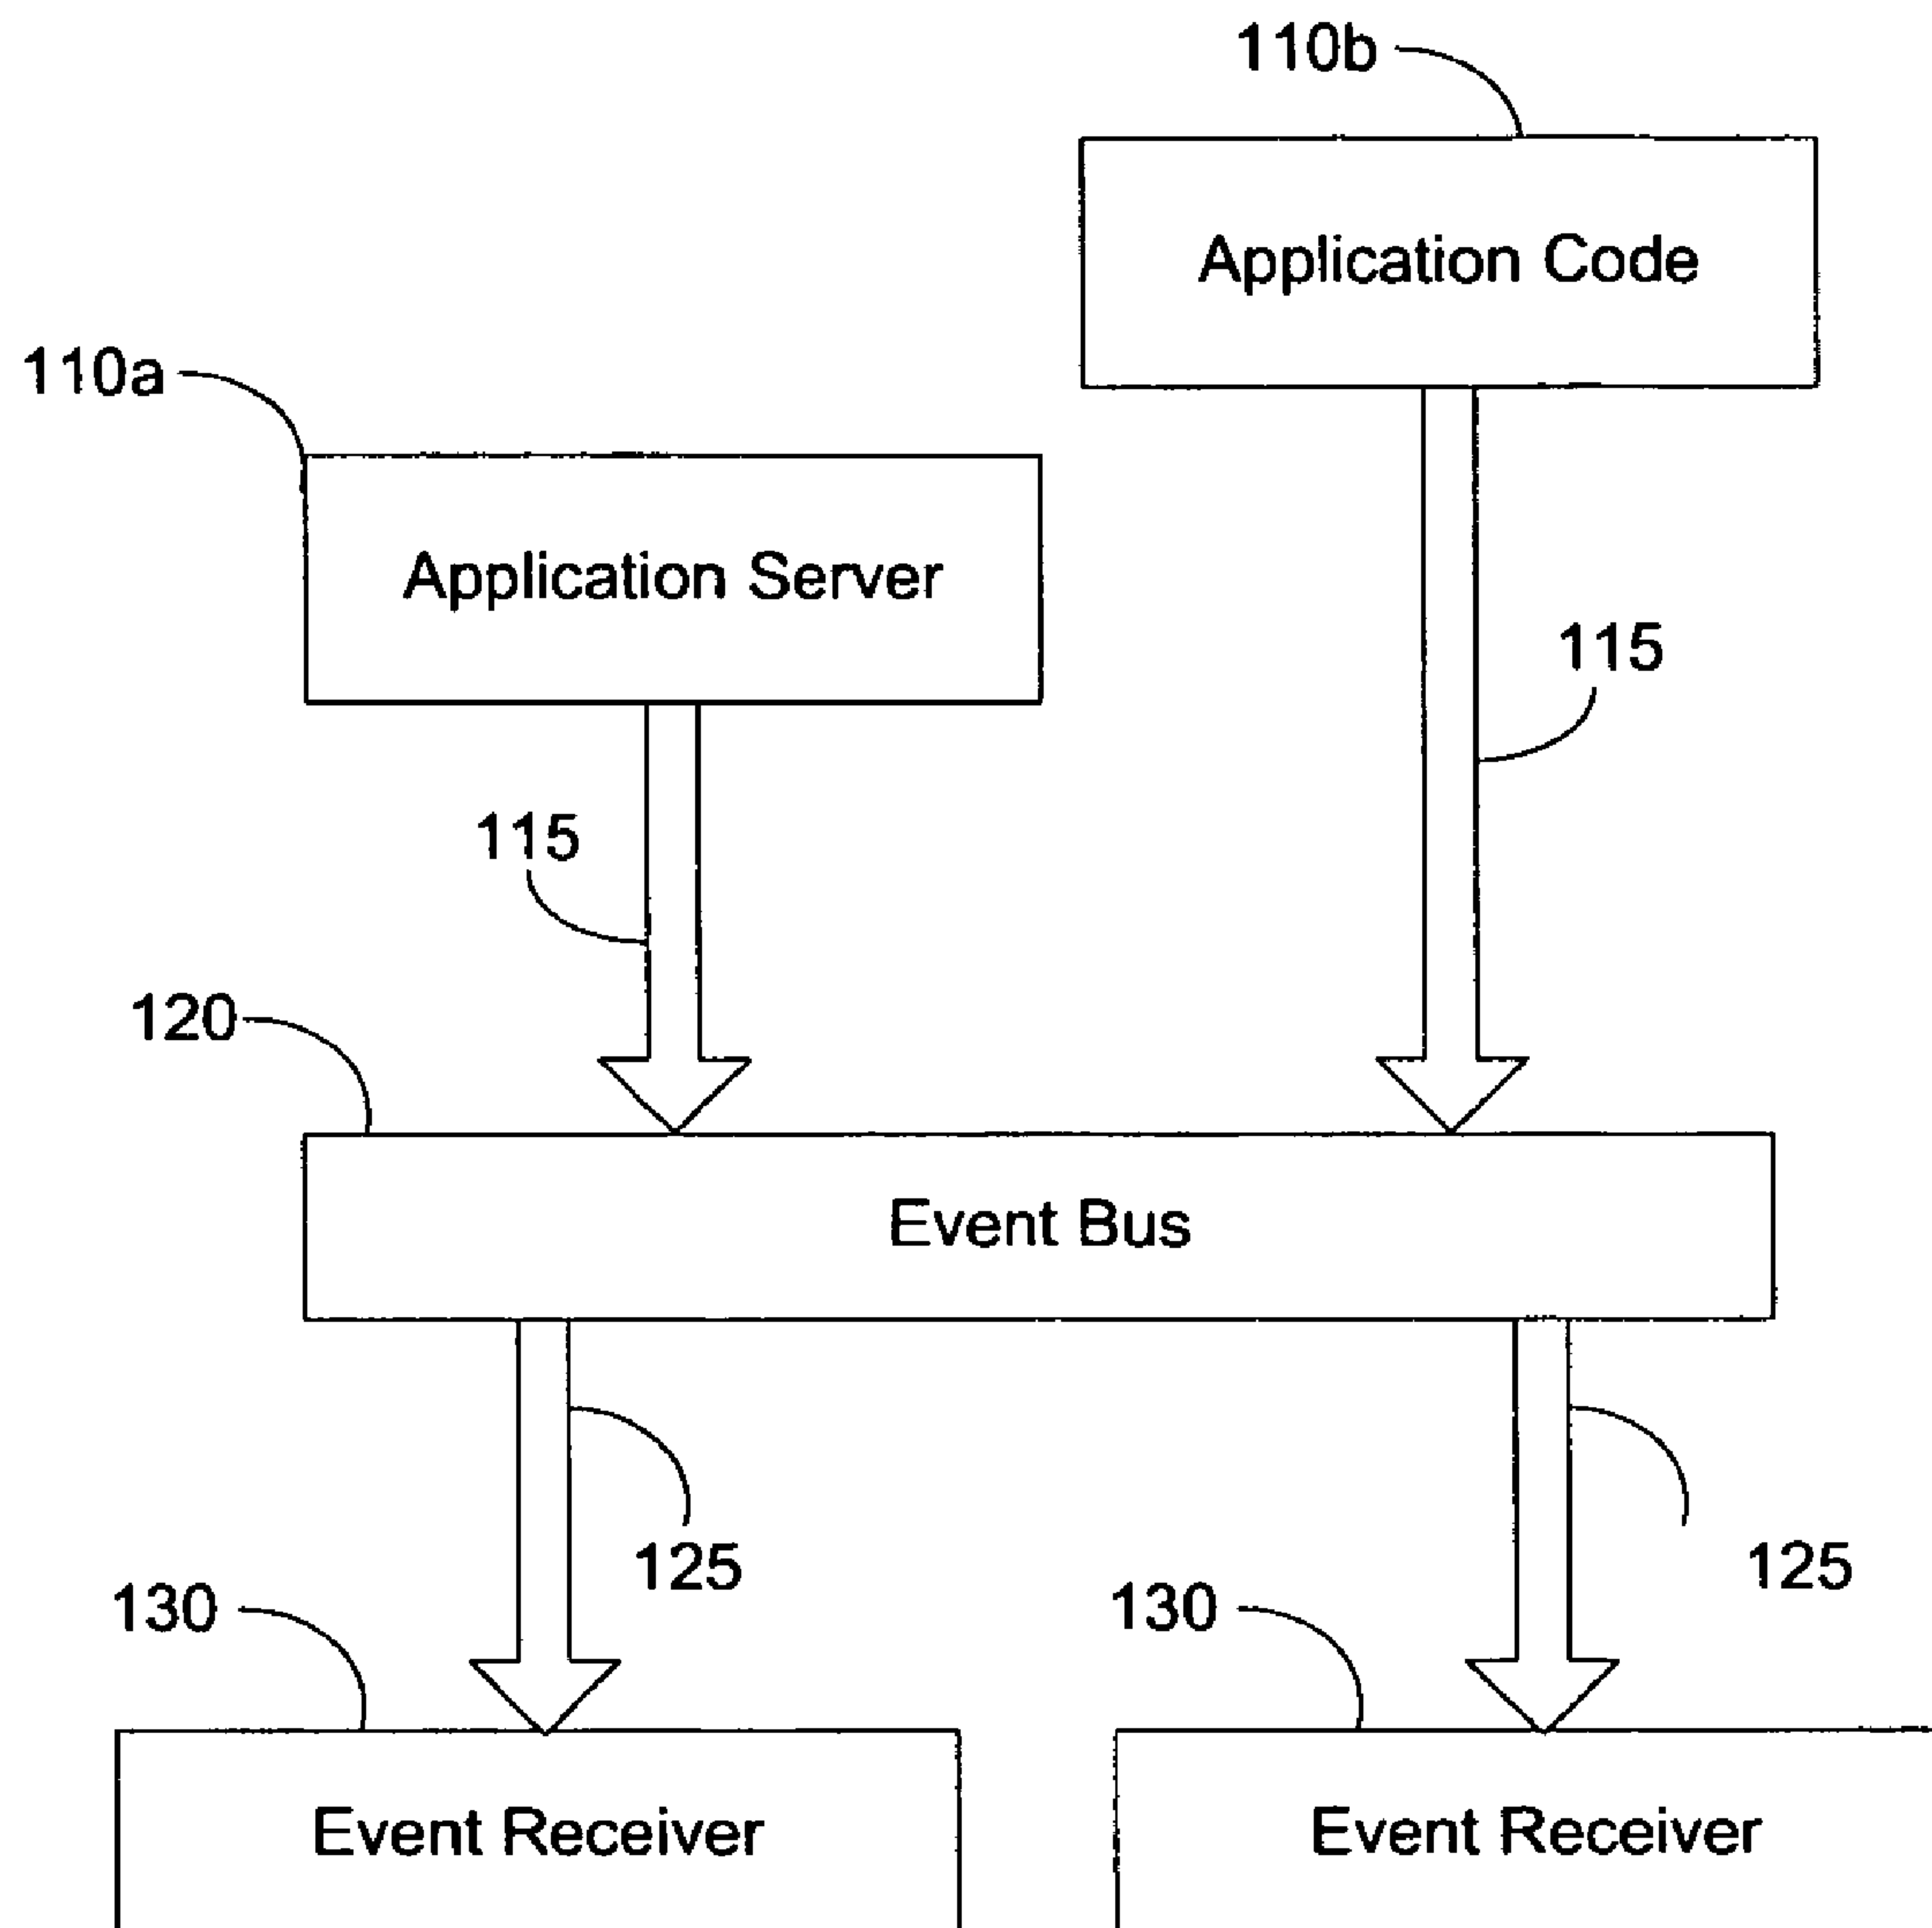 110b
Application Code
110a
Application Server
115
115
120
Event Bus
125
125
130
130
Event Receiver
Event Receiver